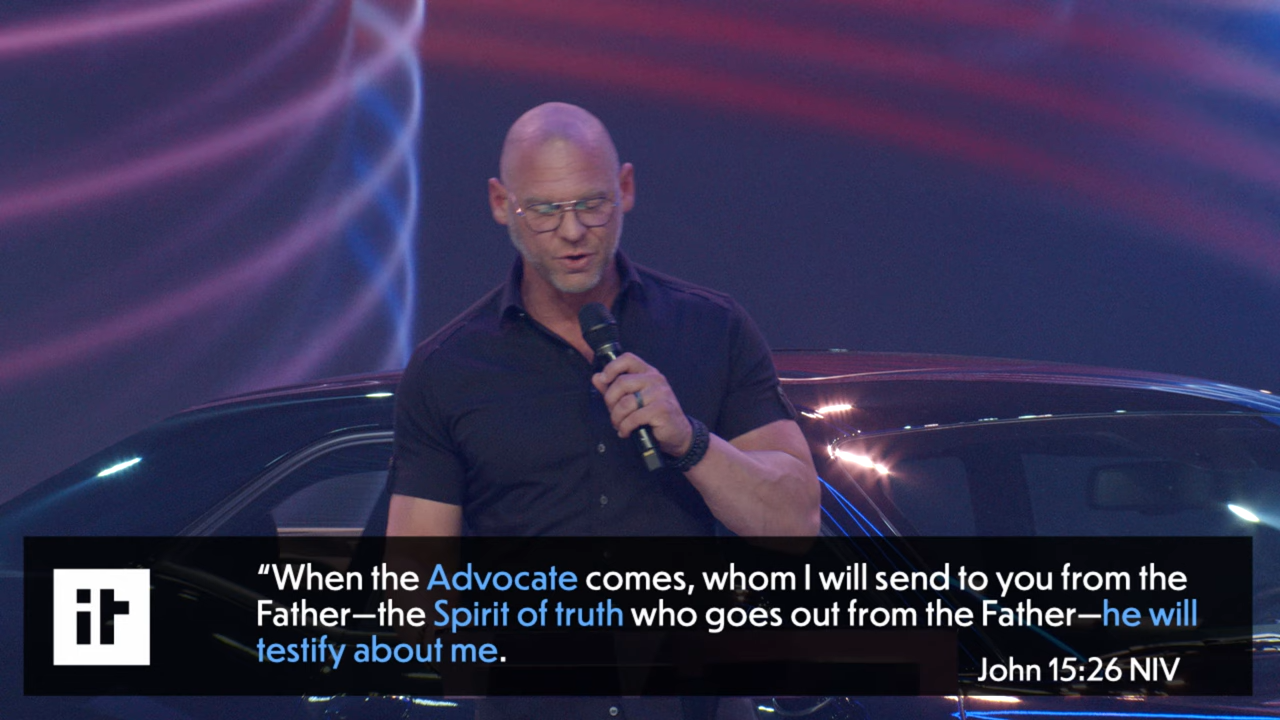 it
“When the Advocate comes, whom I will send to you from the
Father—the Spirit of truth who goes out from the Father—he will
testify about me.
John 15:26 NIV